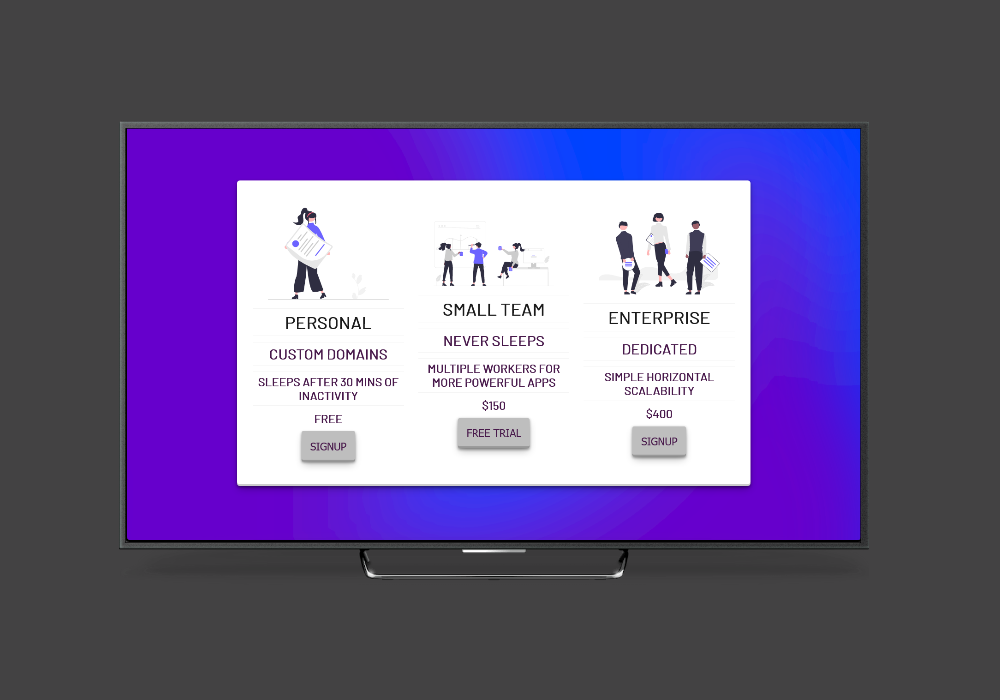 PERSONAL
CUSTOM DOMAINS
SLEEPS AFTER 30 MINS OF
INACTIVITY
FREE
SIGNUP
SMALL TEAM
NEVER SLEEPS
MULTIPLE WORKERS FOR
MORE POWERFUL APPS
$150
FREE TRIAL
ENTERPRISE
DEDICATED
SIMPLE HORIZONTAL
SCALABILITY
$400
SIGNUP